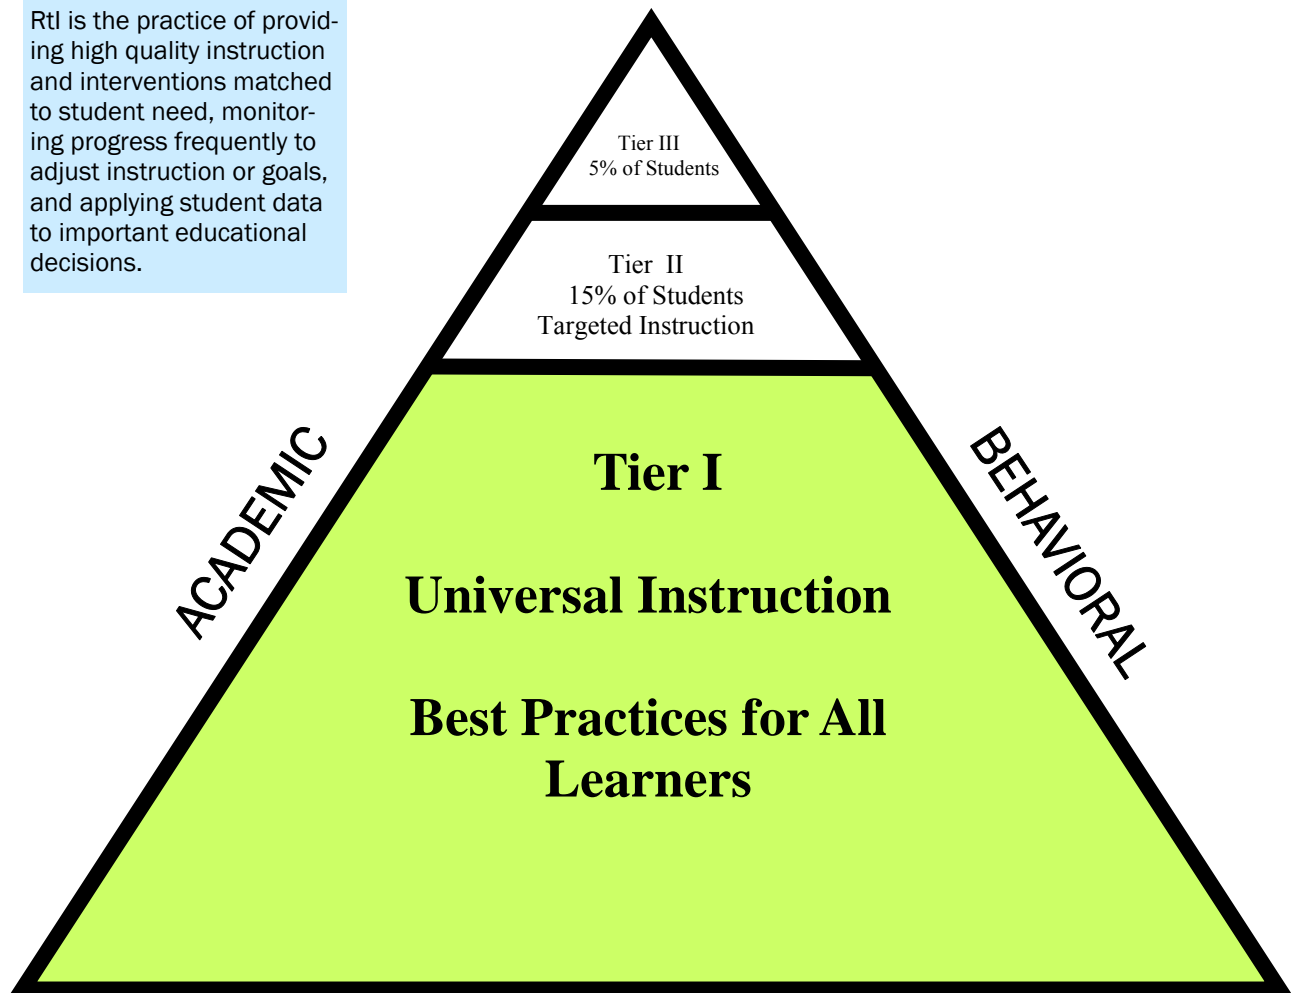 RtI is the practice of provid-
ing high quality instruction
and interventions matched
to student need, monitor-
ing progress frequently to
adjust instruction or goals,
and applying student data
to important educational
decisions.
Tier III
5% of Students
Tier  II
15% of Students
Targeted Instruction
ACADEMIC
BEHAVIORAL
Tier I
Universal Instruction
Best Practices for All
Learners